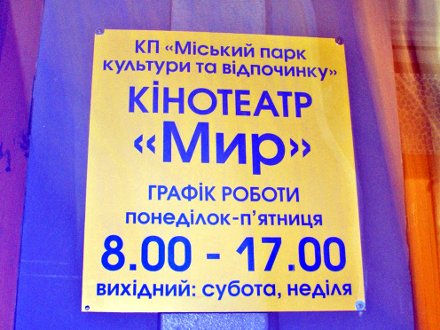 КП «Міський парк
культури та відпочинку»
КІНОТЕАТР
«Мир»
ГРАФІК РОБОТИ
понеділок-п'ятниця
8.00 - 17.00
вихідний: субота, неділя